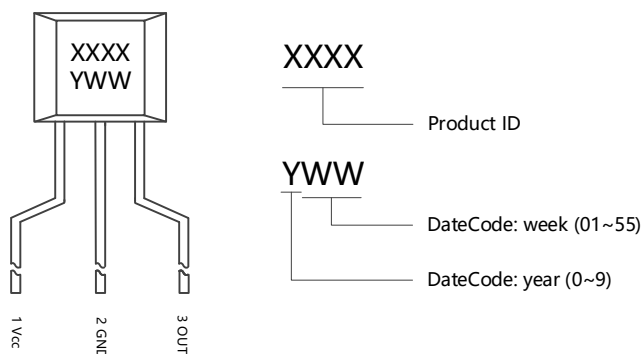 XXXX
YWW
1 Vcc
2 GND
3 OUT
XXXX
Product ID
YWW
DateCode: week (01~55)
DateCode: year (0~9)